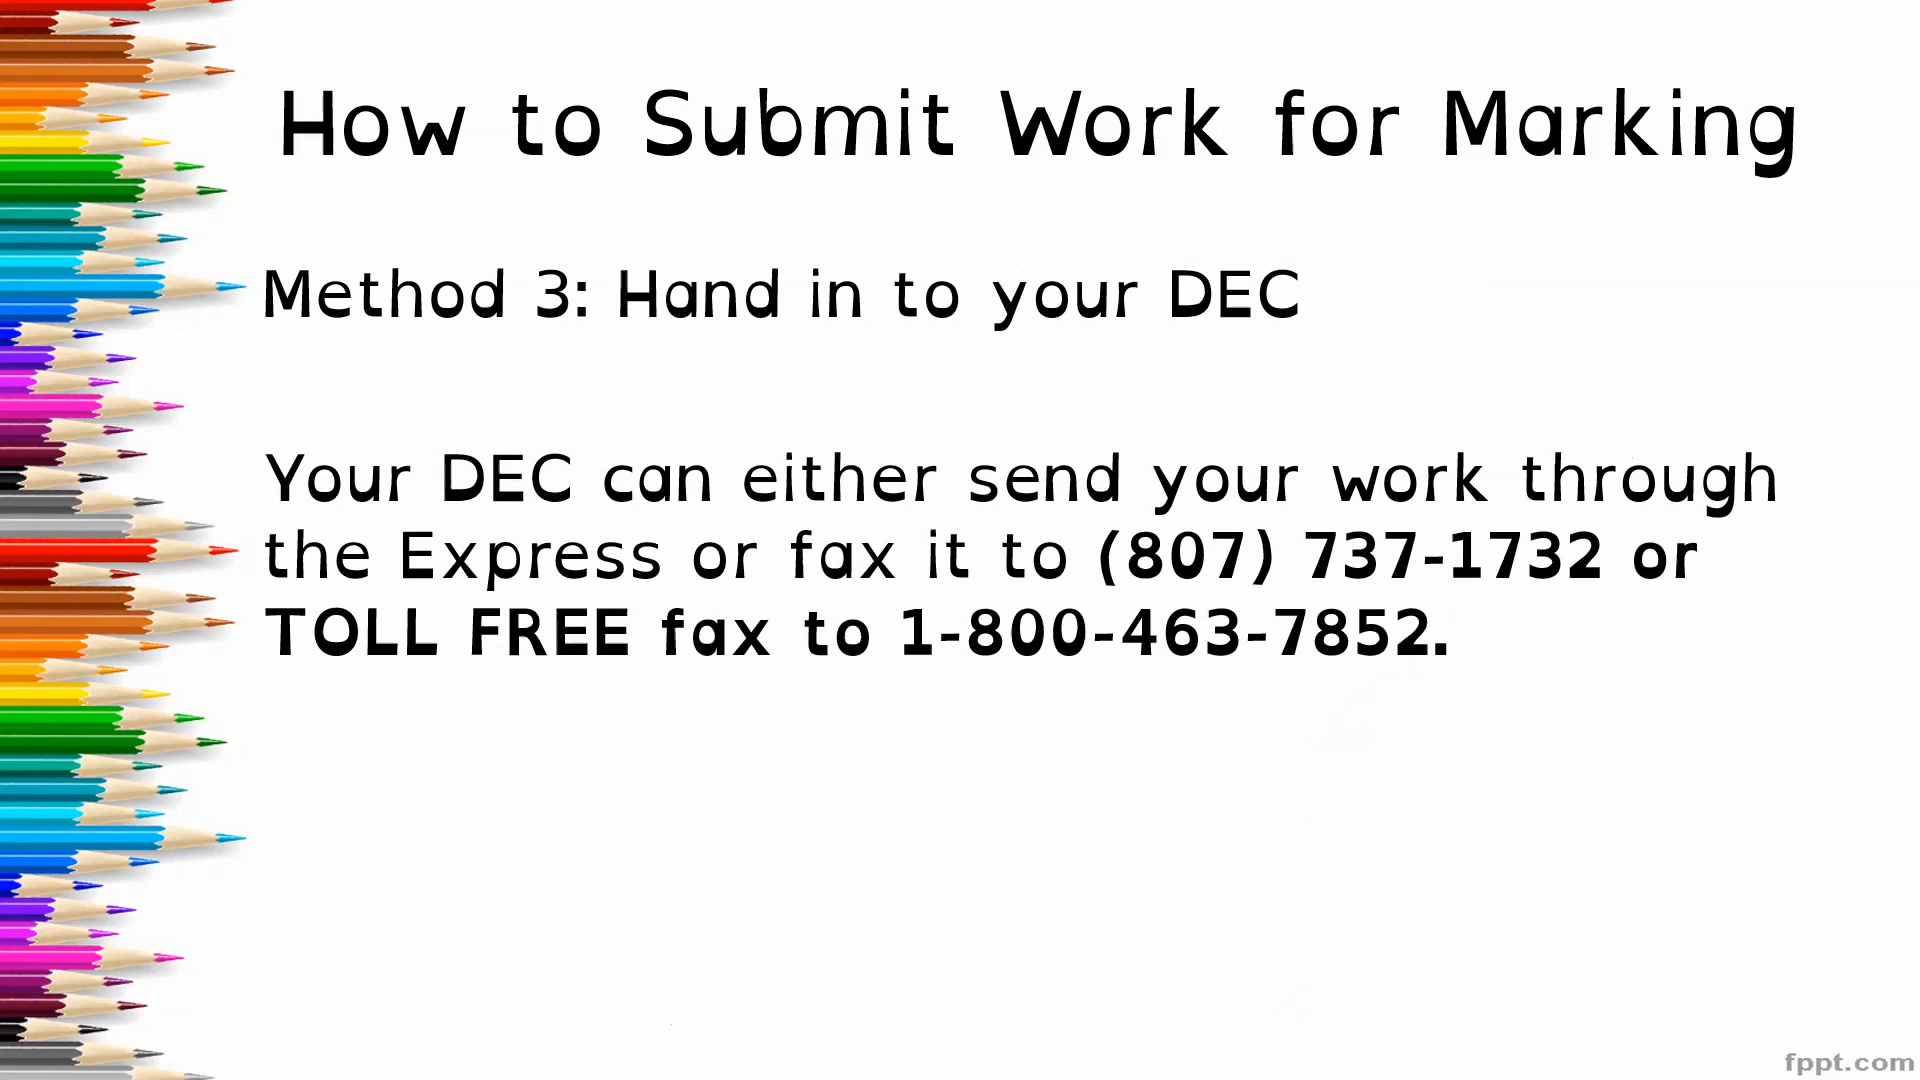 How to Submit Work for Marking
Method 3: Hand in to your DEC
Your DEC can either send your work through
the Express or fax it to (807) 737-1732 or
TOLL FREE fax to 1-800-463-7852.
fppt.com